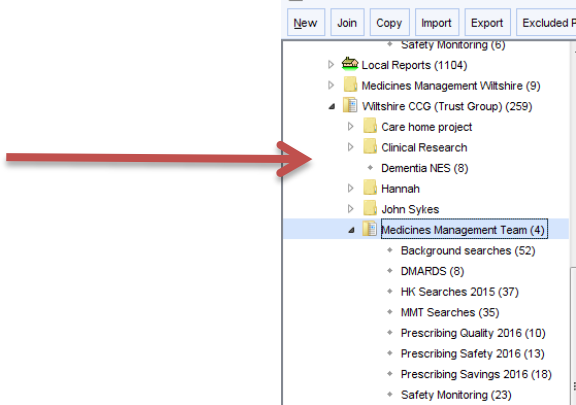 New Join Copy Import Export Excluded
Safety Monitoring (6)
Local Reports (1104)
Medicines Management Wiltshire (9)
Wiltshire CCG (Trust Group) (259)
Care home project
Clinical Research
Dementia NES (8)
Hannah
John Sykes
Medicines Management Team (4)
Background searches (52)
DMARDS (8)
HK Searches 2015 (37)
MMT Searches (35)
Prescribing Quality 2016 (10)
Prescribing Safety 2016 (13)
Prescribing Savings 2016 (18)
Safety Monitoring (23)